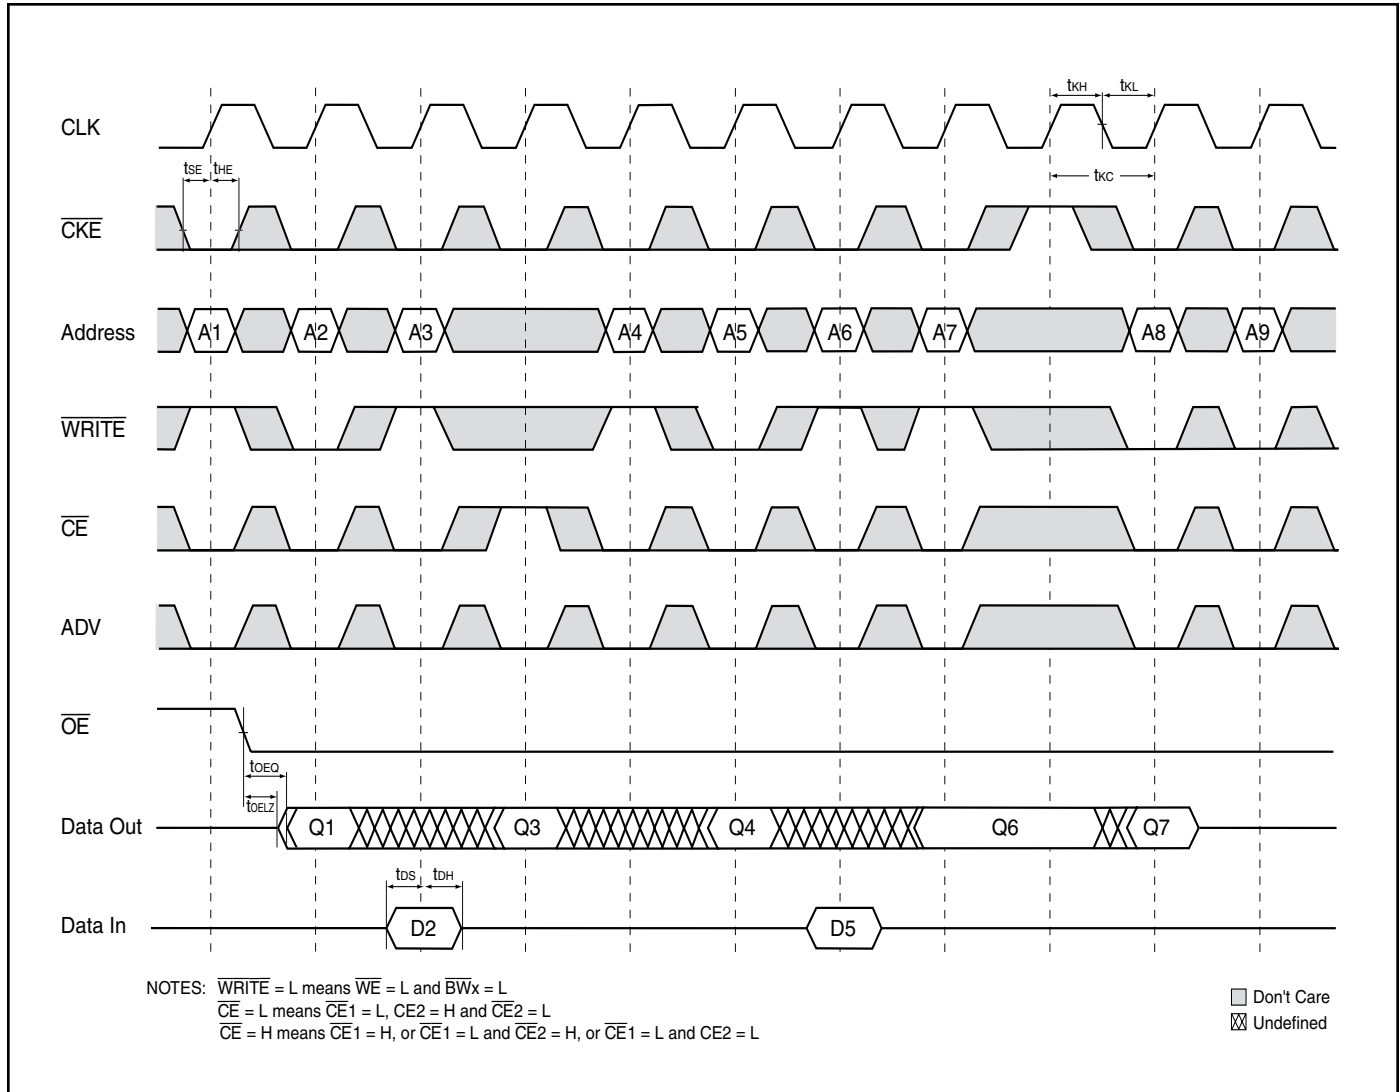 tKH tKL
CLK
tSE tHE
tKC
CKE
Address A1 A2 A3 A4 A5 A6 A7 A8 A9
WRITE
CE
ADV
OE
tOEQ
tOELZ
Data Out Q1 Q3 Q4 Q6 Q7
tDS tDH
Data In D2 D5
NOTES: WRITE = L means WE = L and BWx = L
CE = L means CE1 = L, CE2 = H and CE2 = L
CE = H means CE1 = H, or CE1 = L and CE2 = H, or CE1 = L and CE2 = L
Don't Care
Undefined